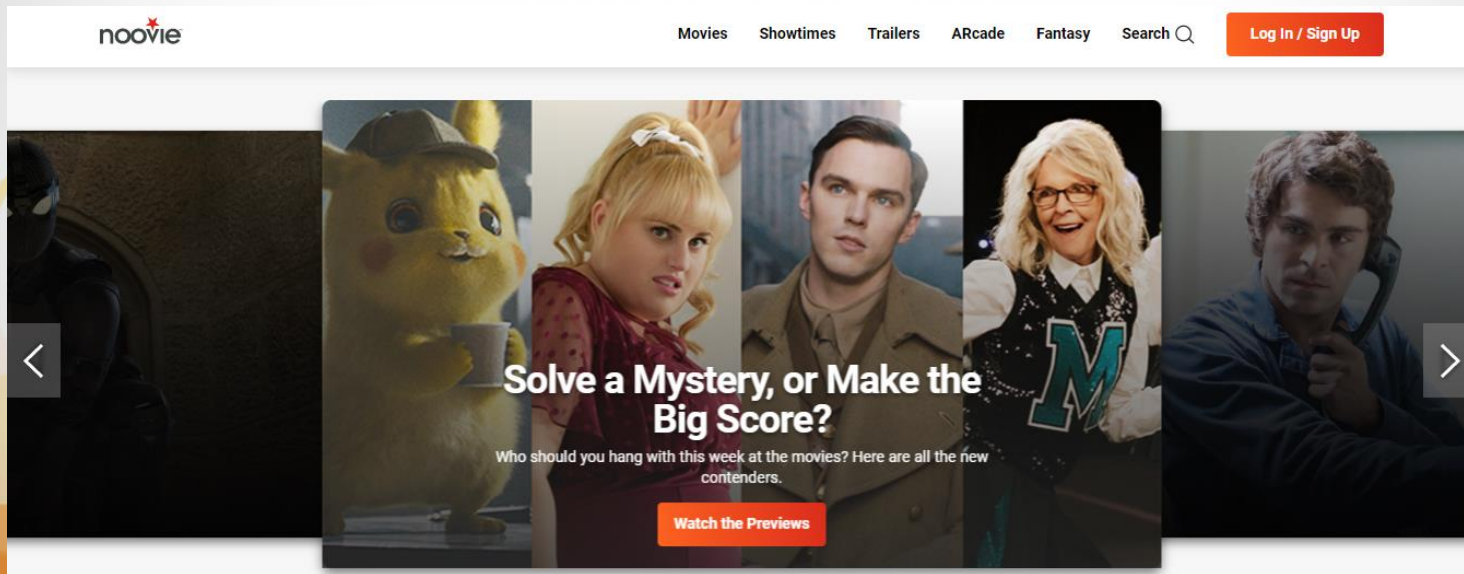 noovie
Movies Showtimes Trailers ARcade Fantasy Search Log In / Sign Up
M
Solve a Mystery, or Make the
Big Score?
Who should you hang with this week at the movies? Here are all the new
contenders.
Watch the Previews